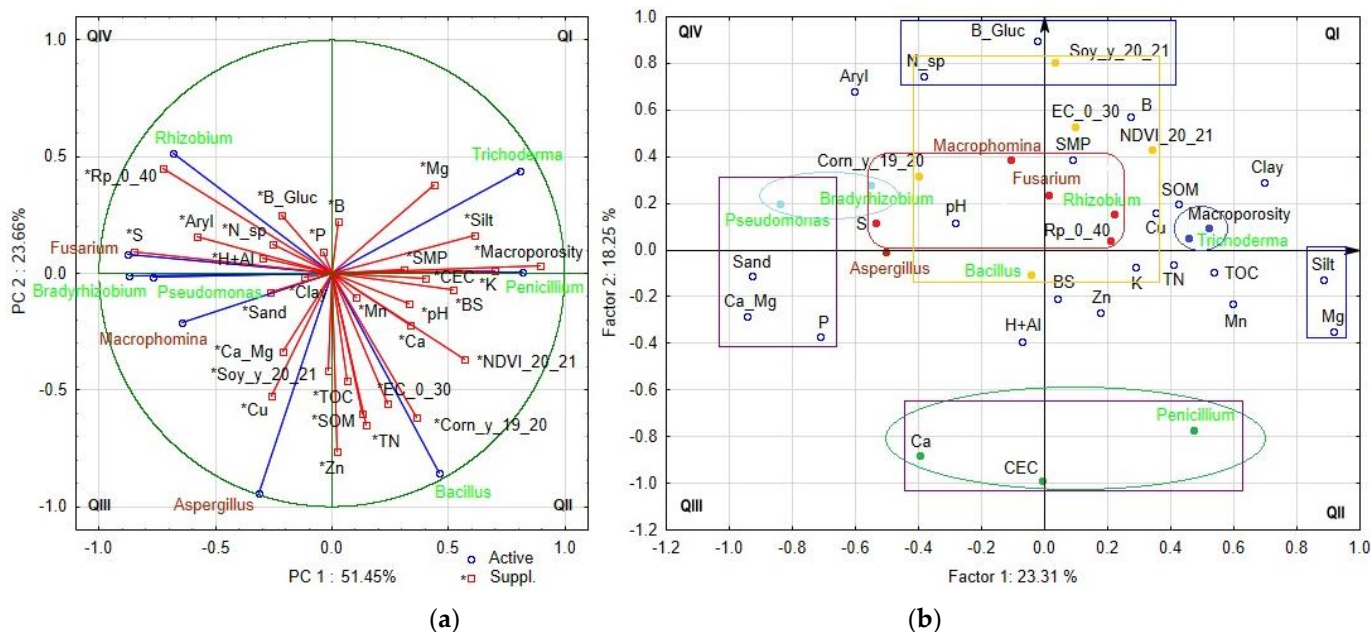 QIV
QI
1.0
Rhizobium
0.5
*Rp_0_40
*Mg
Trichoderma
*B_Gluc
*B
*Aryl
*N_sp
*P
*Silt
*S
Fusarium
*H+Al
*SMP
*Macroporosity
0.0
*CEC
*K
Penicillium
Bradyrhizobium
Pseudomonas
*Clay
*BS
*Sand
*Mn
*pH
Macrophomina
*Ca
*Ca_Mg
*NDVI_20_21
*Soy_y_20_21
*EC_0_30
-0.5
*TOC
*Cu
*SOM
*Corn_y_19_20
*TN
*Zn
Bacillus
Aspergillus
-1.0
QIII
QII
-1.0
-0.5
0.0
0.5
1.0
PC 1 : 51.45%
PC 2 : 23.66%
Active
* Suppl.
(a)
QIV
QI
1.0
B_Gluc
0.8
Soy_y_20_21
N_sp
Aryl
0.6
EC_0_30
B
NDVI_20_21
Macrophomina
SMP
0.4
Corn_y_19_20
Fusarium
Clay
Bradyrhizobium
Rhizobium
SOM
0.2
Pseudomonas
pH
Macroporosity
S
Rp_0_40
Cu
Trichoderma
0.0
Aspergillus
Bacillus
Sand
BS
K
TN
TOC
Silt
-0.2
Ca_Mg
Zn
P
H+Al
Mn
Mg
-0.4
-0.6
Penicillium
-0.8
Ca
CEC
-1.0
QIII
QII
-1.2
-1.2
-1.0
-0.8
-0.6
-0.4
-0.2
0.0
0.2
0.4
0.6
0.8
1.0
Factor 1: 23.31 %
Factor 2: 18.25 %
(b)